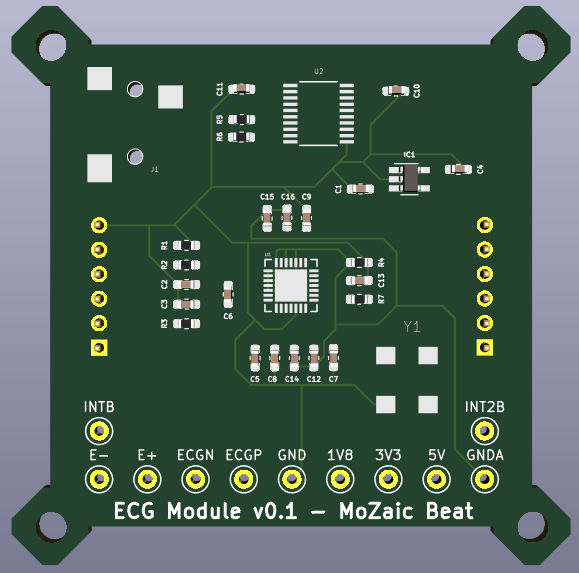 U2
C11
C10
R5
R6
IC1
J1
C4
C1
C15 C16 C9
R1
R2
C2
C3
R3
U1
R4
C13
R7
C6
Y1
C5 C8 C14 C12 C7
INTB
INT2B
E- E+ ECGN ECGP GND 1V8 3V3 5V GNDA
ECG Module v0.1 - MoZaic Beat